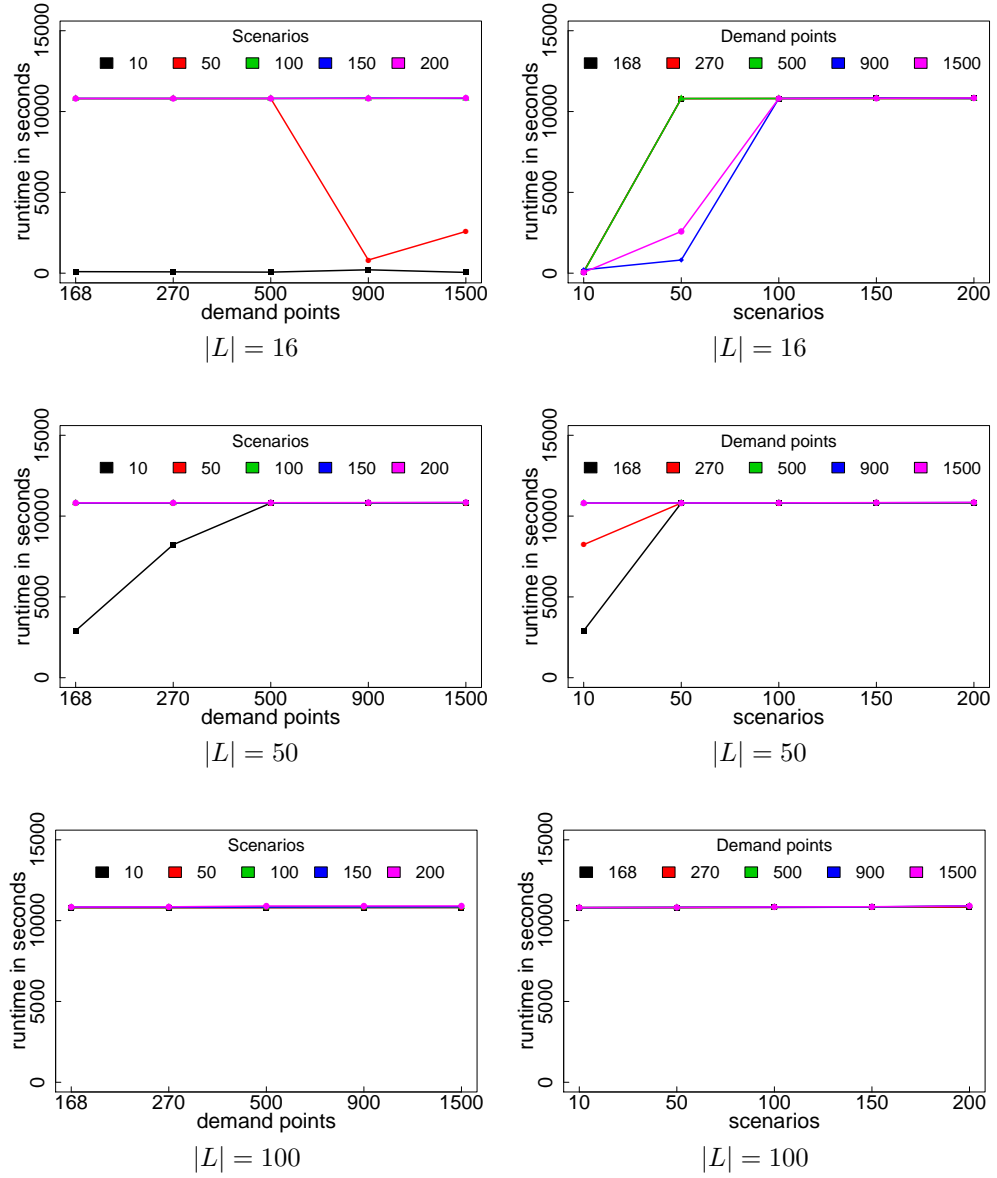 Scenarios
10 50 100 150 200
runtime in seconds
0 5000 10000 15000
168 270 500 900 1500
demand points
|L| = 16
Demand points
168 270 500 900 1500
runtime in seconds
0 5000 10000 15000
10 50 100 150 200
scenarios
|L| = 16
Scenarios
10 50 100 150 200
runtime in seconds
0 5000 10000 15000
168 270 500 900 1500
demand points
|L| = 50
Demand points
168 270 500 900 1500
runtime in seconds
0 5000 10000 15000
10 50 100 150 200
scenarios
|L| = 50
Scenarios
10 50 100 150 200
runtime in seconds
0 5000 10000 15000
168 270 500 900 1500
demand points
|L| = 100
Demand points
168 270 500 900 1500
runtime in seconds
0 5000 10000 15000
10 50 100 150 200
scenarios
|L| = 100